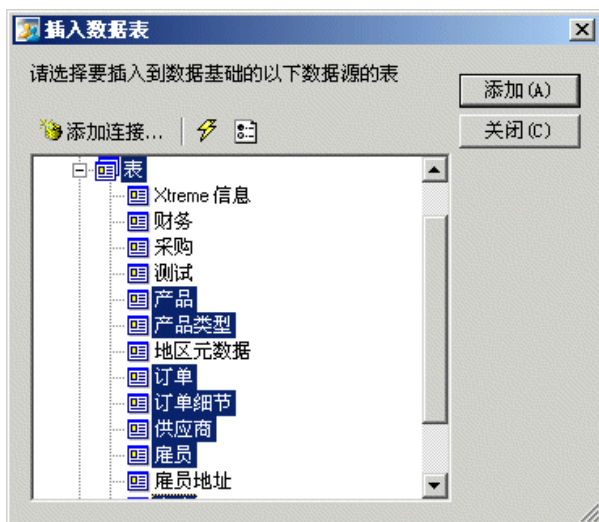 插入数据表
请选择要插入到数据基础的以下数据源的表
添加(A)
添加连接...
关闭(C)
表
Xtreme 信息
财务
采购
测试
产品
产品类型
地区元数据
订单
订单细节
供应商
雇员
雇员地址